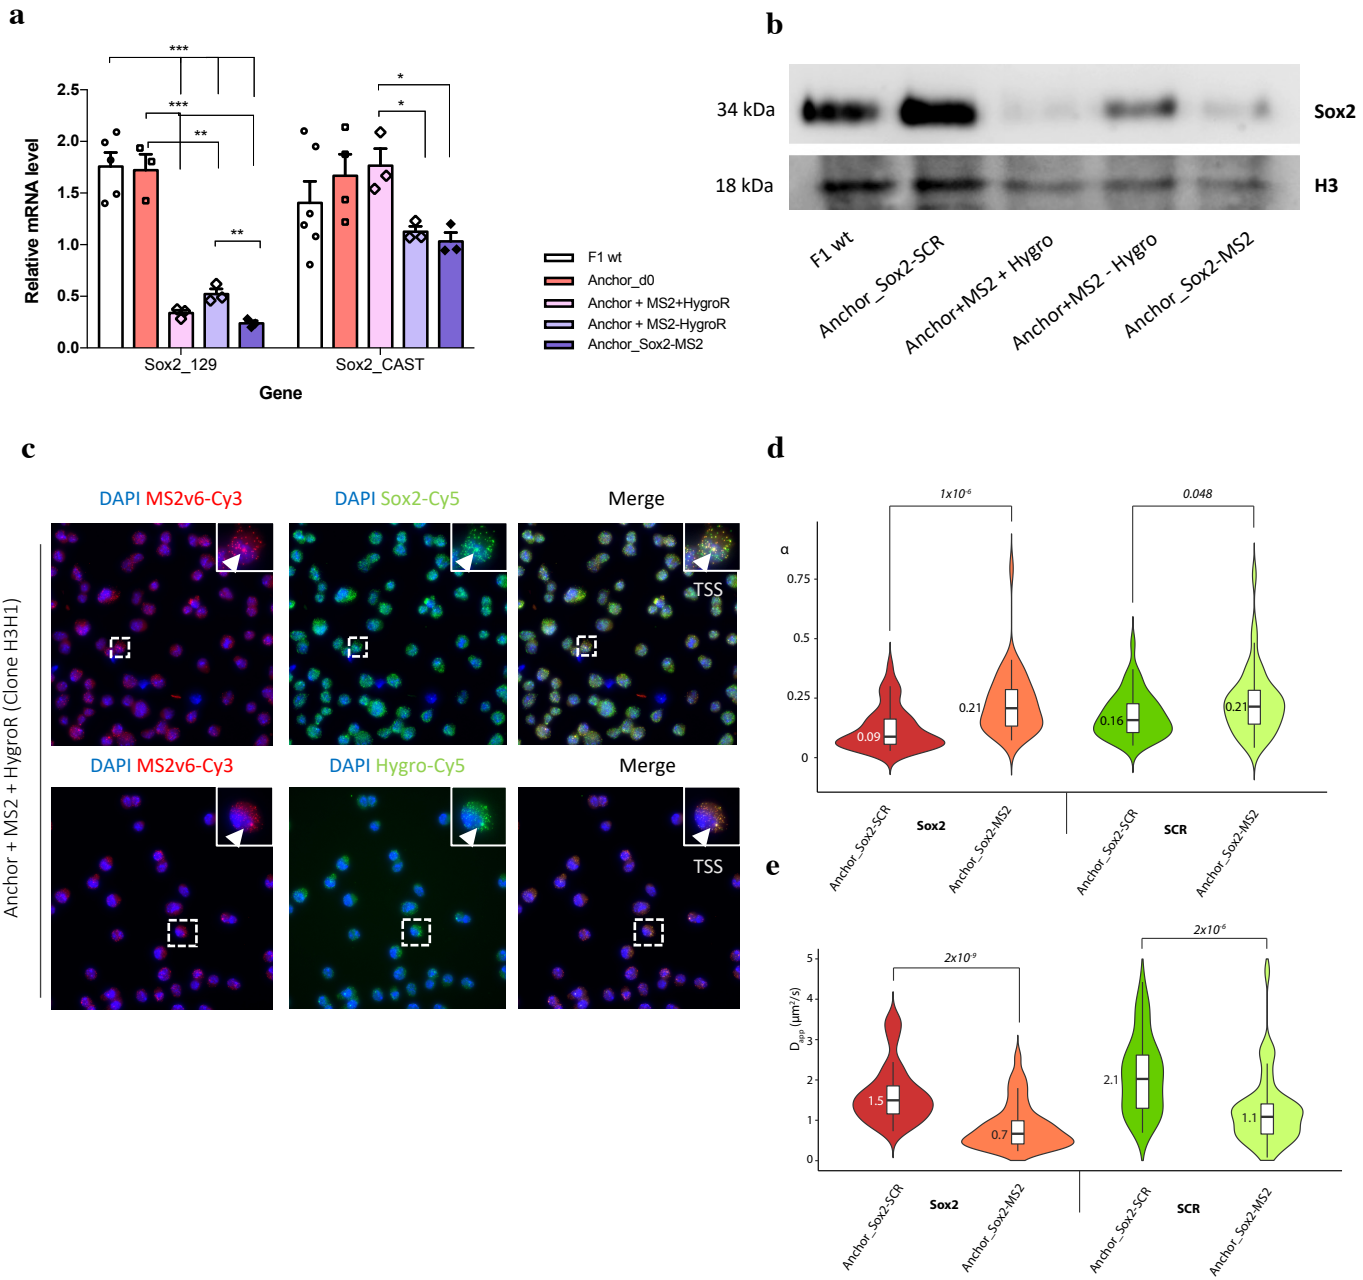 a
***
***
**
**
*
*
2.5
2.0
1.5
1.0
0.5
0.0
Relative mRNA level
Sox2_129
Sox2_CAST
Gene
F1 wt
Anchor_d0
Anchor + MS2+HygroR
Anchor + MS2-HygroR
Anchor_Sox2-MS2
b
34 kDa
Sox2
18 kDa
H3
F1 wt
Anchor_Sox2-SCR
Anchor+MS2 + Hygro
Anchor+MS2 - Hygro
Anchor_Sox2-MS2
c
Anchor + MS2 + HygroR (Clone H3H1)
DAPI MS2v6-Cy3
DAPI Sox2-Cy5
Merge
TSS
DAPI MS2v6-Cy3
DAPI Hygro-Cy5
Merge
TSS
d
1x10⁻⁶
0.048
α
0.75
0.5
0.25
0
0.09
0.21
0.16
0.21
Anchor_Sox2-SCR
Sox2
Anchor_Sox2-MS2
Anchor_Sox2-SCR
SCR
Anchor_Sox2-MS2
e
2x10⁻⁹
2x10⁻⁶
Dapp (μm²/s)
5
4
3
2
1
0
1.5
0.7
2.1
1.1
Anchor_Sox2-SCR
Sox2
Anchor_Sox2-MS2
Anchor_Sox2-SCR
SCR
Anchor_Sox2-MS2